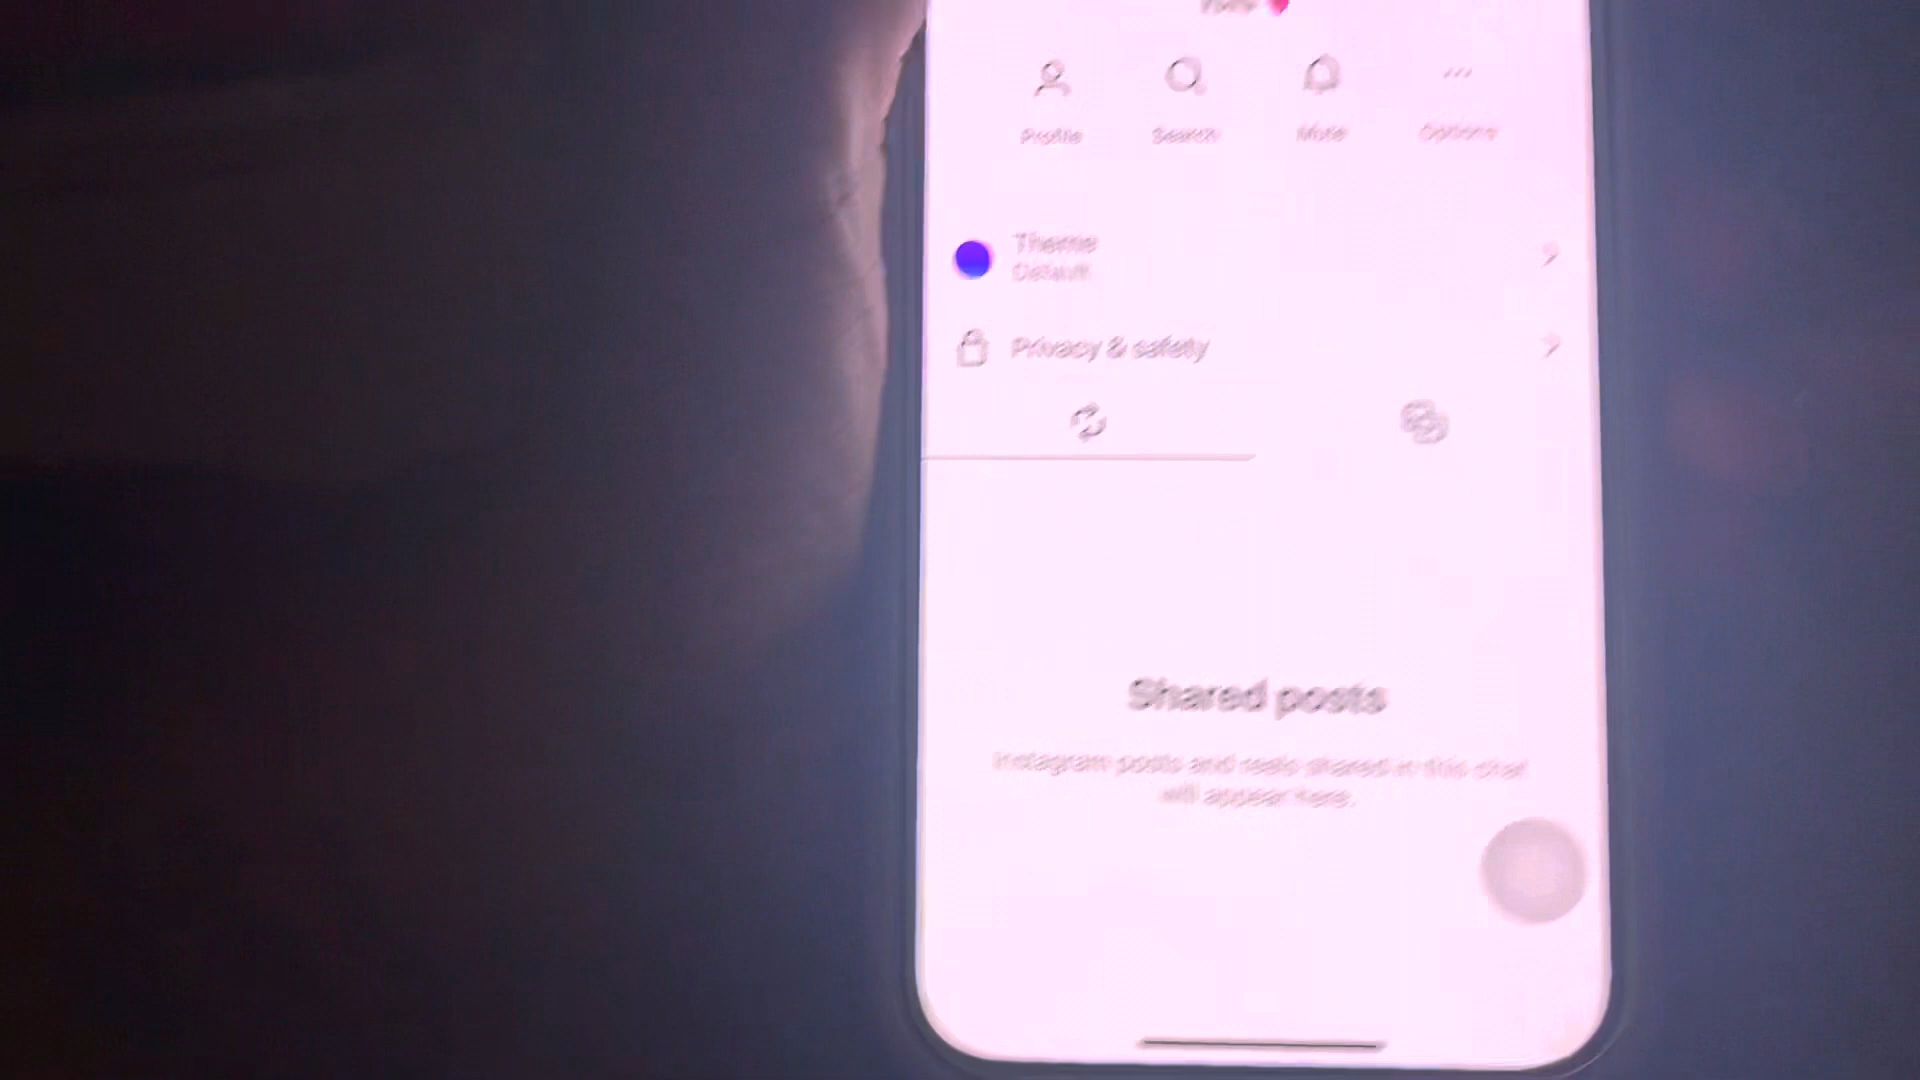 Profile
Search
Mute
Options
Theme
Default
Privacy & safety
Shared posts
Instagram posts and reels shared in this chat
will appear here.